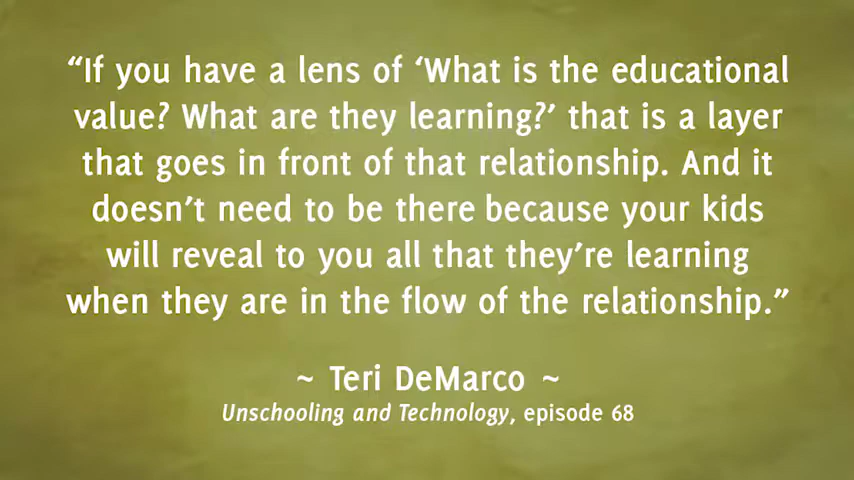 “If you have a lens of ‘What is the educational
value? What are they learning?’ that is a layer
that goes in front of that relationship. And it
doesn’t need to be there because your kids
will reveal to you all that they’re learning
when they are in the flow of the relationship.”
~ Teri DeMarco ~
Unschooling and Technology, episode 68